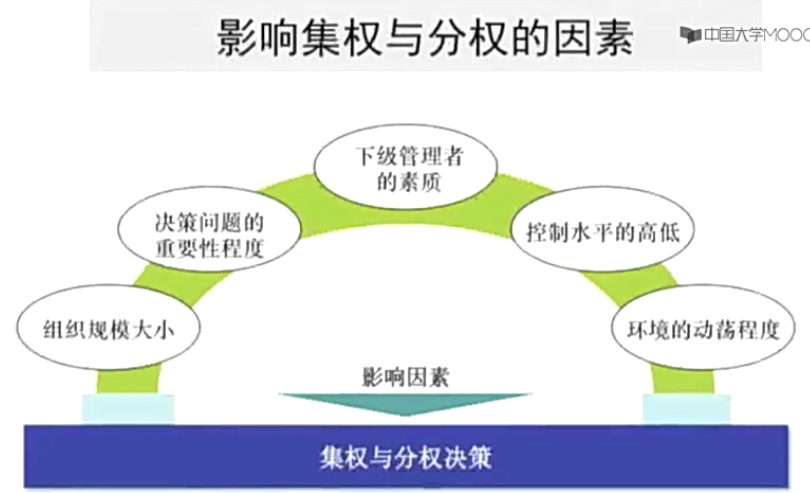 影响集权与分权的因素
中国大学MOOC
下级管理者
的素质
决策问题的
重要性程度
控制水平的高低
组织规模大小
环境的动荡程度
影响因素
集权与分权决策